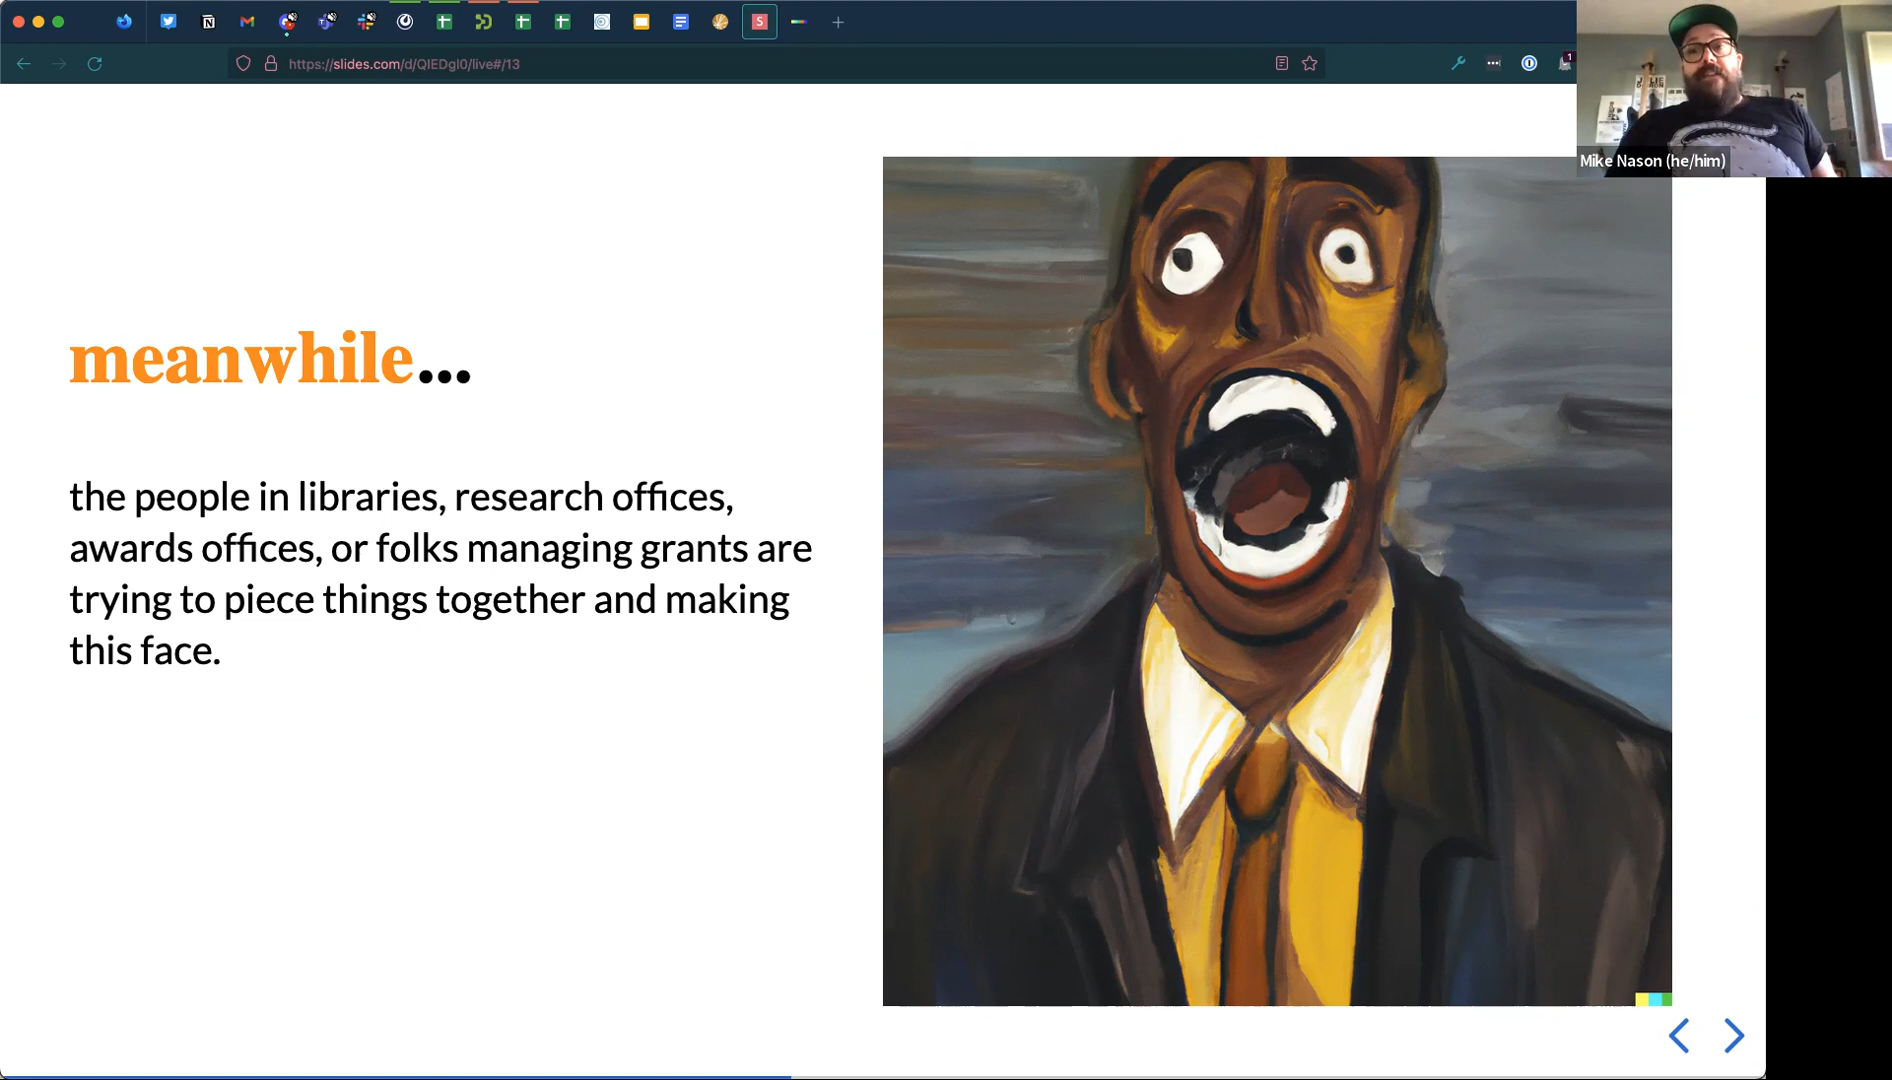 https://slides.com/d/QIEDgl0/live#/13
1
Mike Nason (he/him)
meanwhile...
the people in libraries, research offices,
awards offices, or folks managing grants are
trying to piece things together and making
this face.